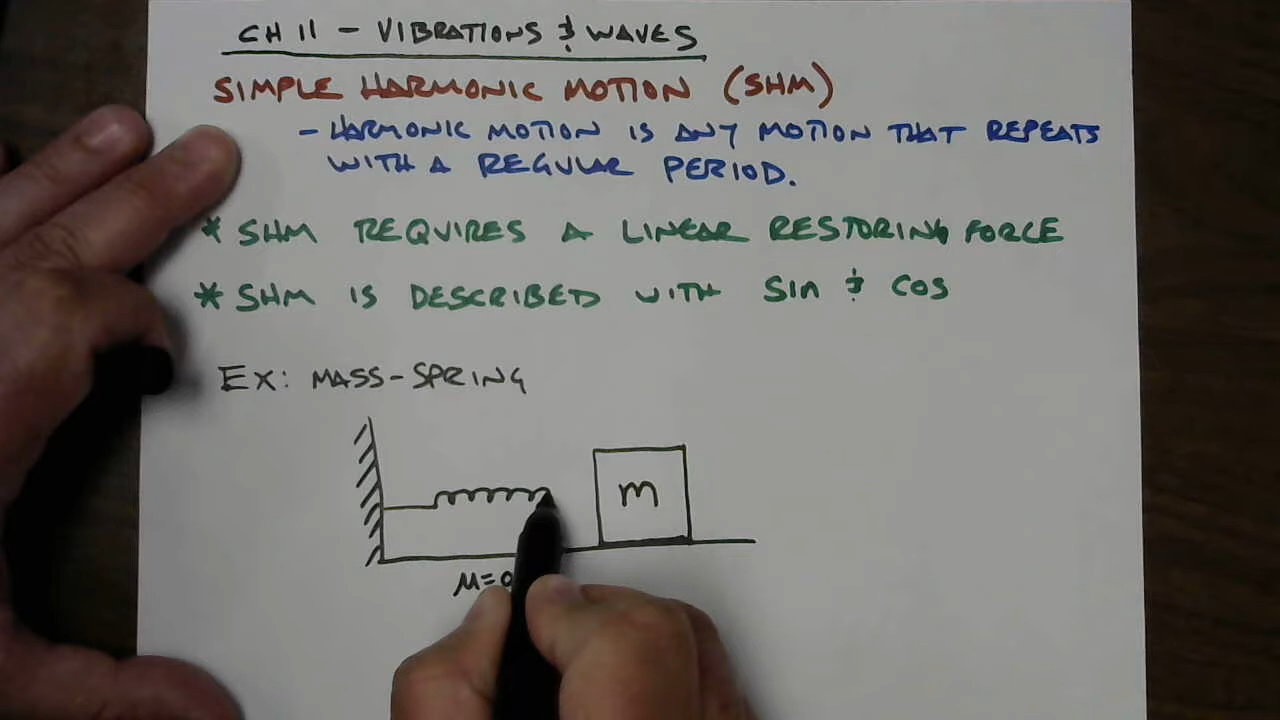 CH 11 - VIBRATIONS & WAVES
SIMPLE HARMONIC MOTION (SHM)
- HARMONIC MOTION IS ANY MOTION THAT REPEATS
WITH A REGULAR PERIOD.
* SHM REQUIRES A LINEAR RESTORING FORCE
* SHM IS DESCRIBED WITH SIN & COS
EX: MASS-SPRING
m
μ=0